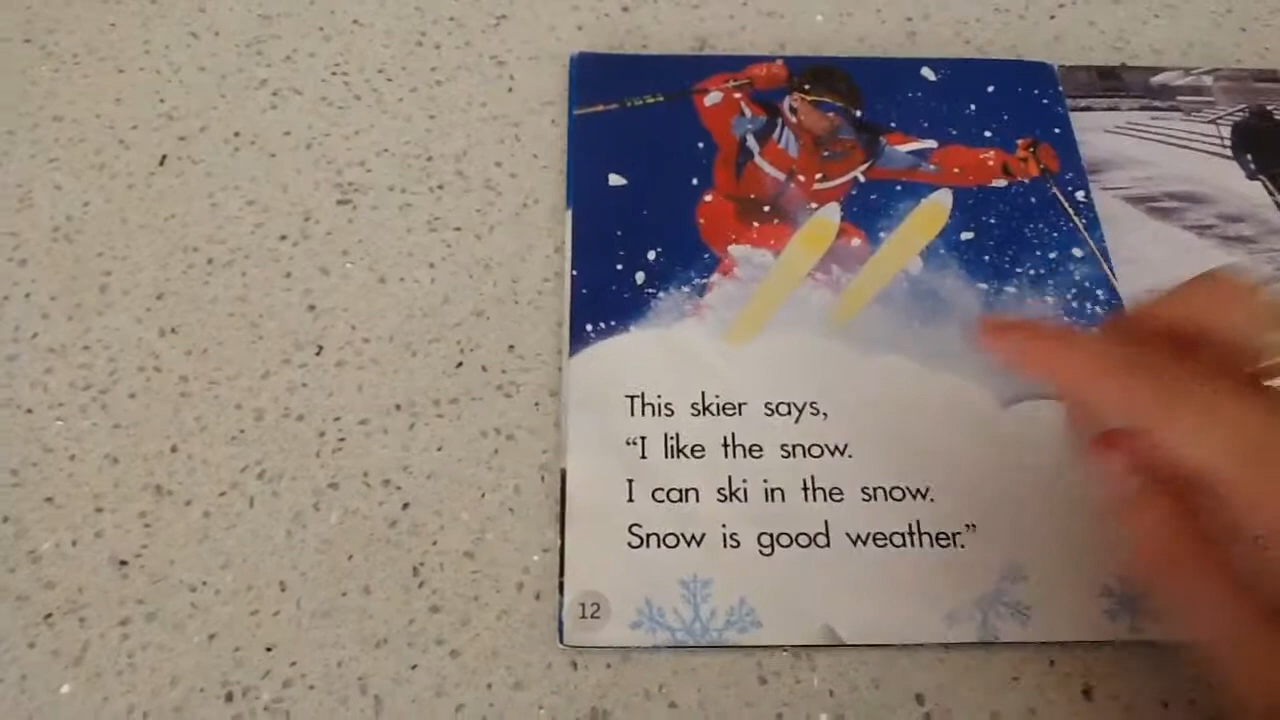 This skier says,
“I like the snow.
I can ski in the snow.
Snow is good weather.”
12